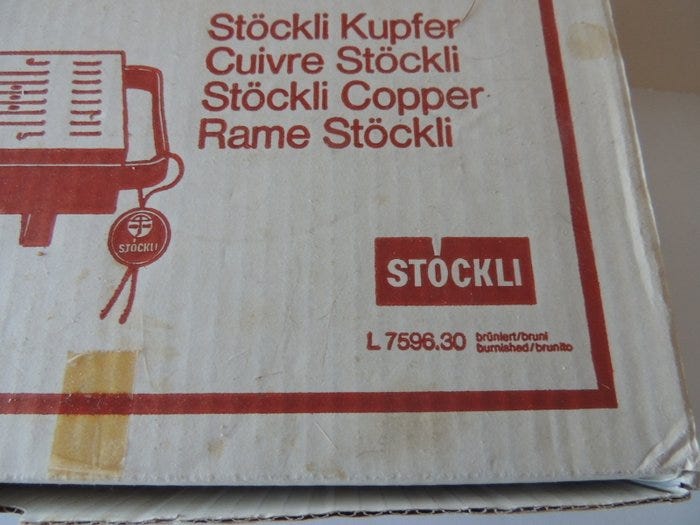 Stöckli Kupfer
Cuivre Stöckli
Stöckli Copper
Rame Stöckli
STÖCKLI
STÖCKLI
L 7596.30 brüniert/bruni
burnished/brunito